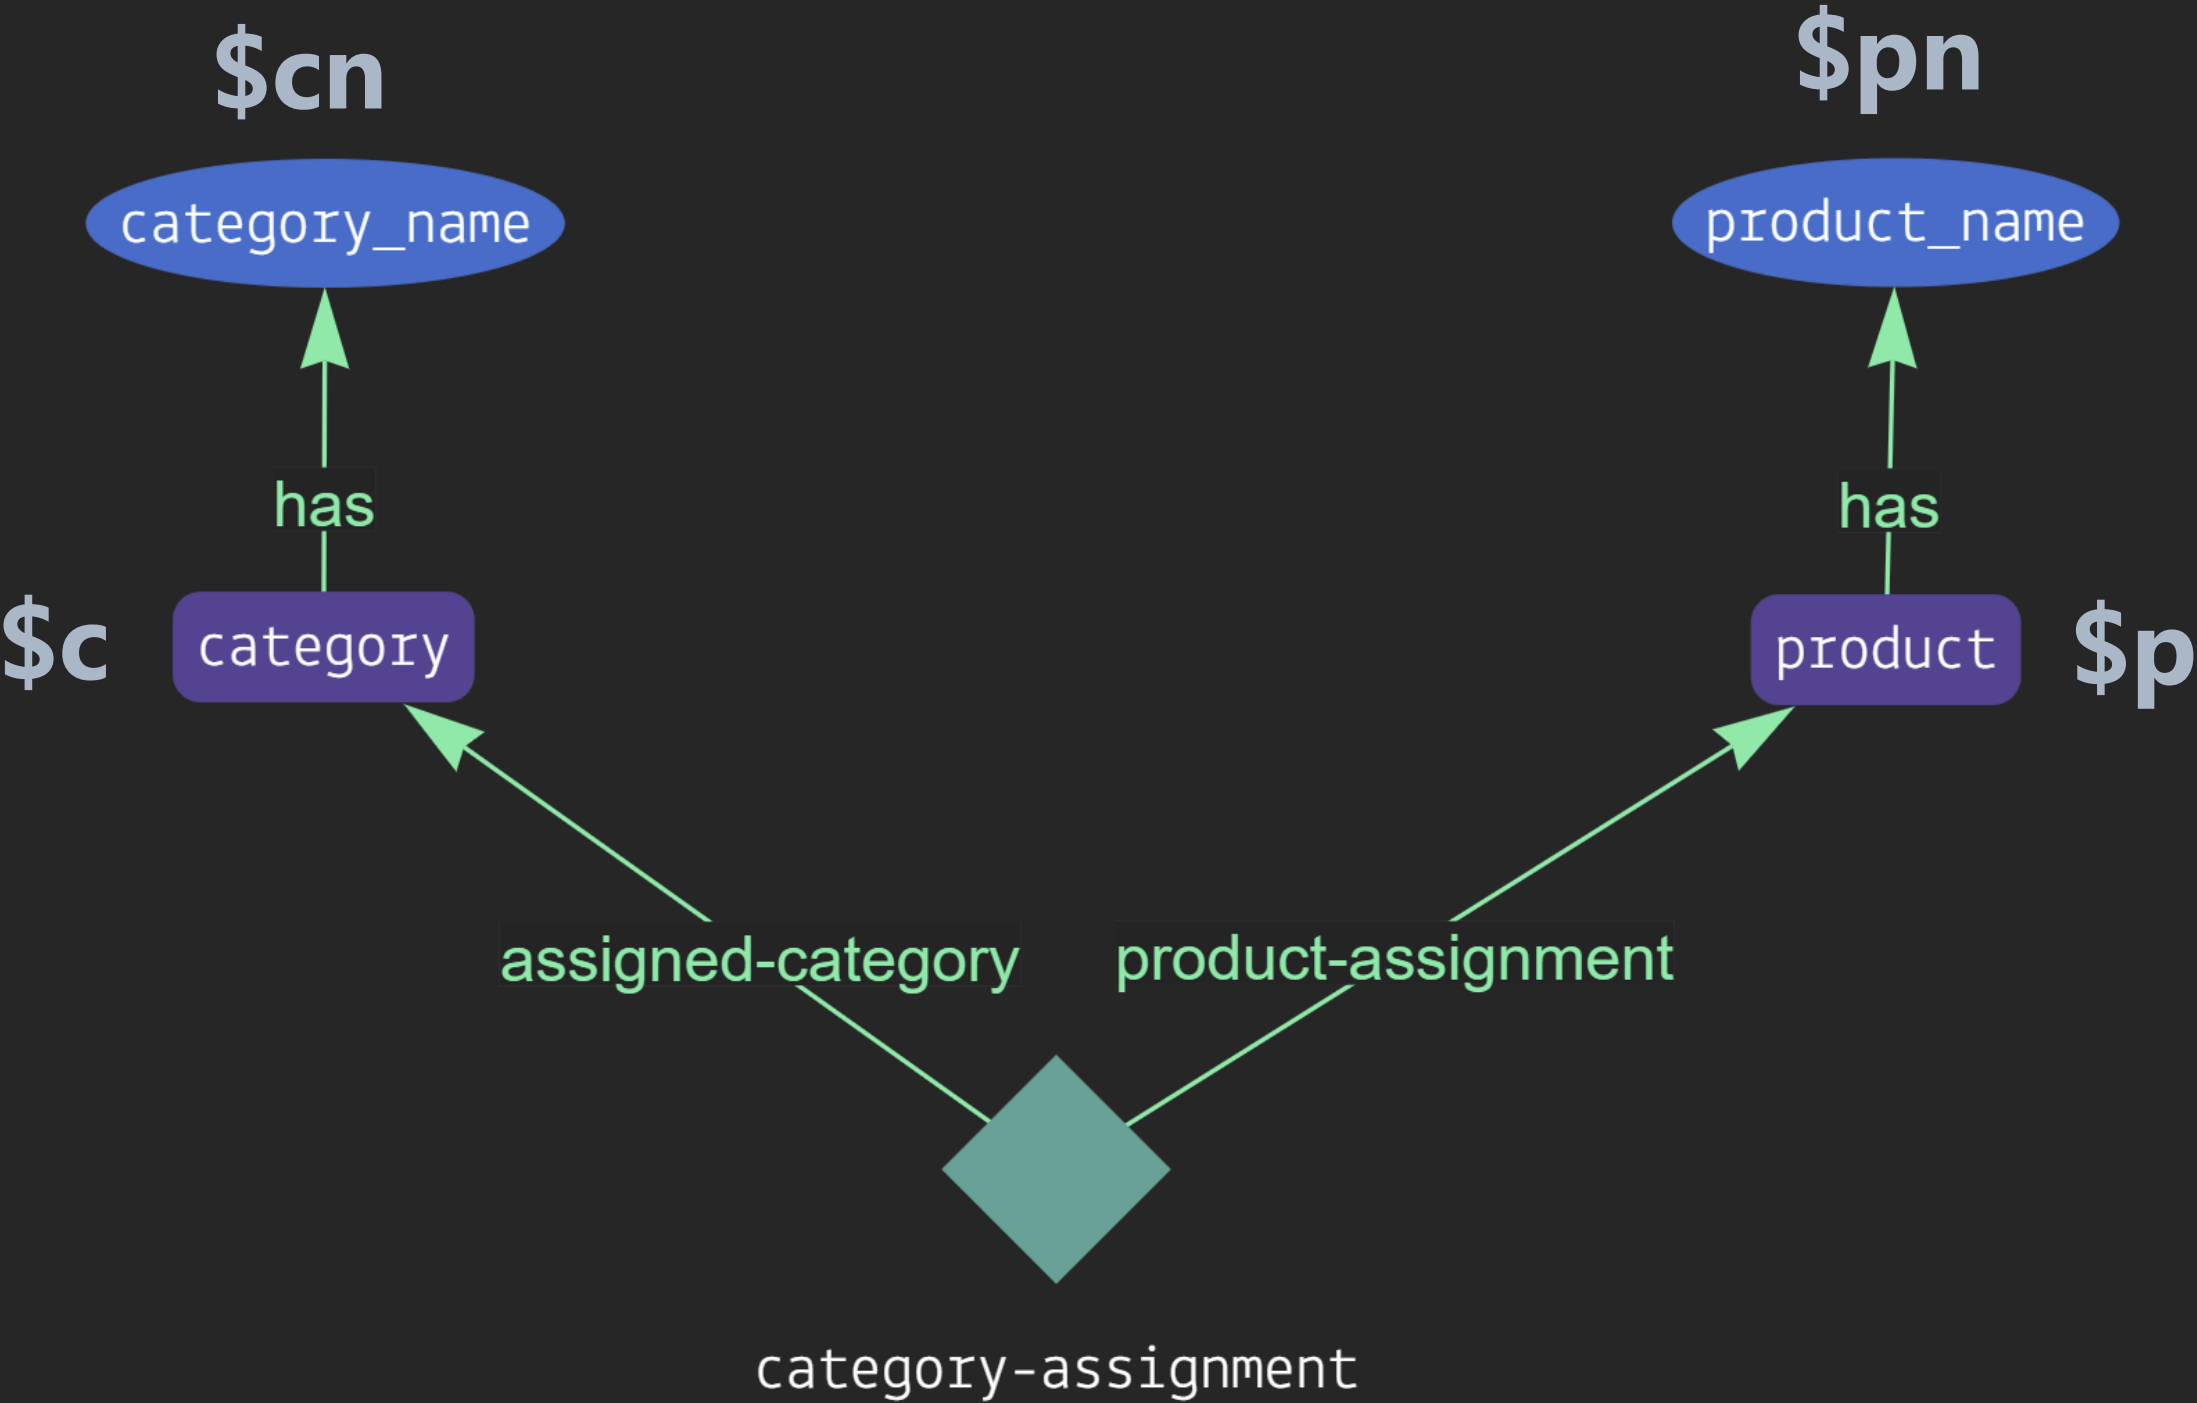 $cn
$pn
category_name
product_name
has
has
$c
category
product
$p
assigned-category
product-assignment
category-assignment